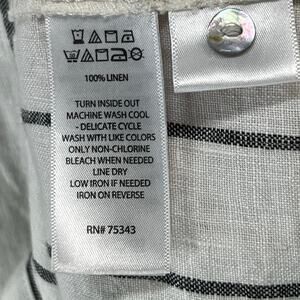 100% LINEN
TURN INSIDE OUT
MACHINE WASH COOL
- DELICATE CYCLE
WASH WITH LIKE COLORS
ONLY NON-CHLORINE
BLEACH WHEN NEEDED
LINE DRY
LOW IRON IF NEEDED
IRON ON REVERSE
RN# 75343